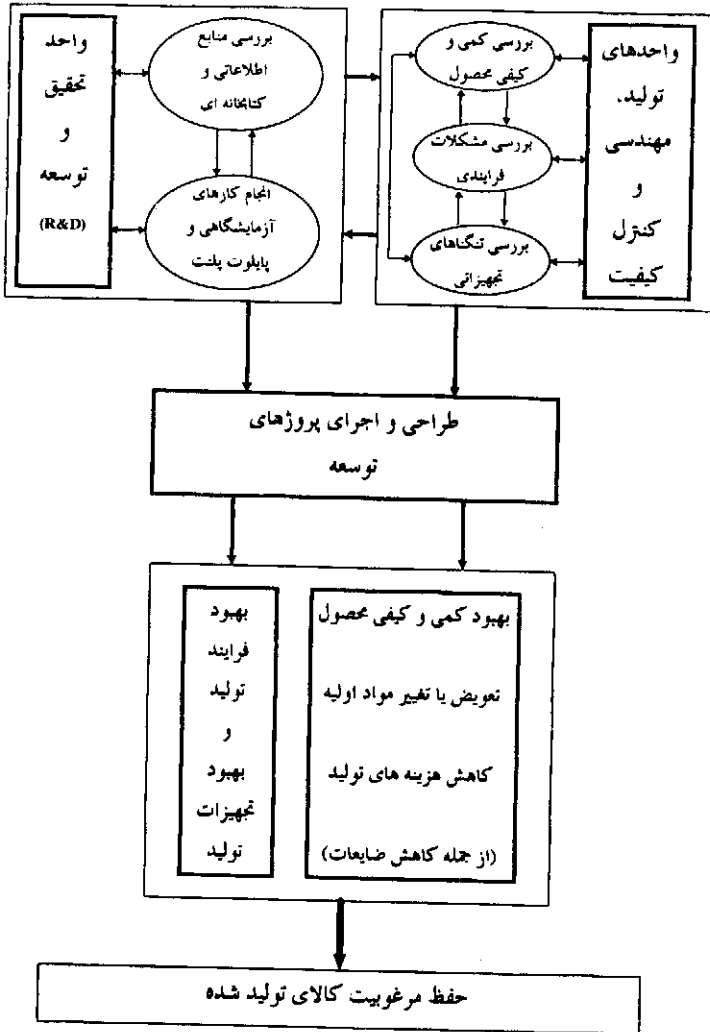 واحدهای
تولید،
مهندسی
و
کنترل
کیفیت
بررسی کمی و
کیفی محصول
بررسی مشکلات
فرایندی
بررسی تنگناهای
تجهیزاتی
بررسی منابع
اطلاعاتی و
کتابخانه ای
انجام کارهای
آزمایشگاهی و
پایلوت پلنت
واحد
تحقیق
و
توسعه
(R&D)
طراحی و اجرای پروژهای
توسعه
بهبود کمی و کیفی محصول
تعویض یا تغییر مواد اولیه
کاهش هزینه های تولید
(از جمله کاهش ضایعات)
بهبود
فرایند
تولید
و
بهبود
تجهیزات
تولید
حفظ مرغوبیت کالای تولید شده